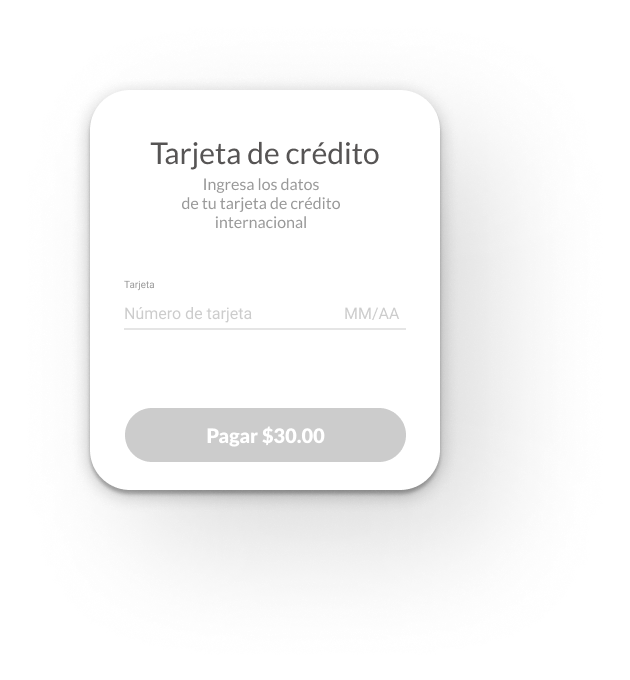 Tarjeta de crédito
Ingresa los datos
de tu tarjeta de crédito
internacional
Tarjeta
Número de tarjeta MM/AA
Pagar $30.00